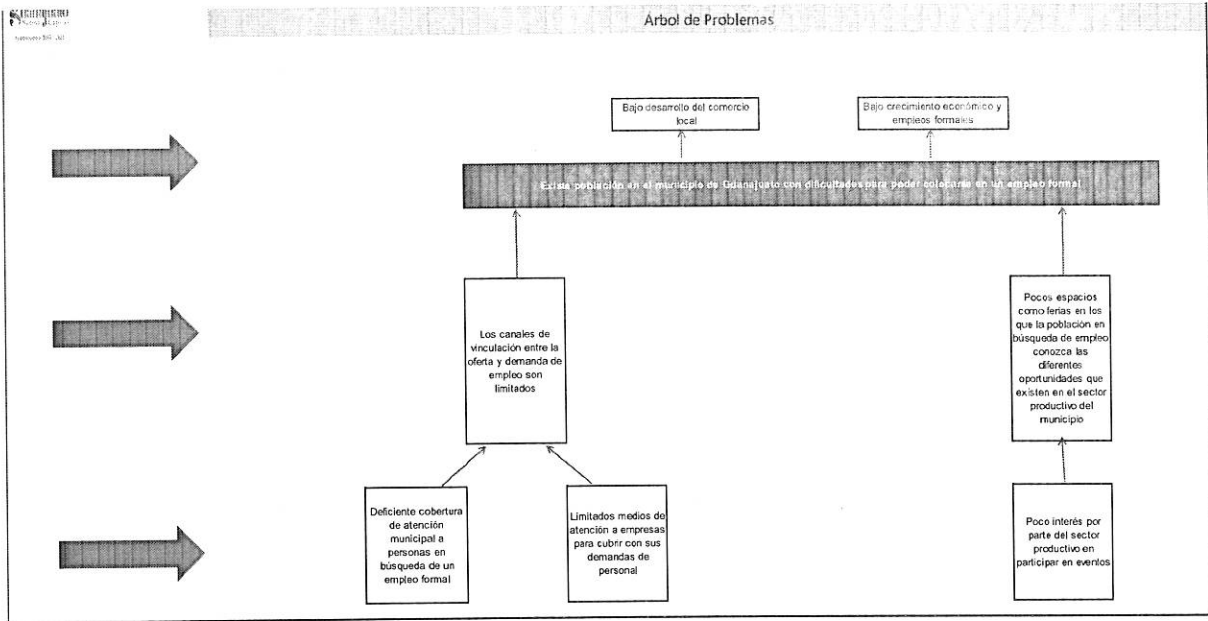 Arbol de Problemas
Bajo desarrollo del comercio
local
Bajo crecimiento económico y
empleos formales
Existe población en el municipio de Guanajuato con dificultades para poder colocarse en un empleo formal
Los canales de
vinculación entre la
oferta y demanda de
empleo son
limitados
Pocos espacios
como ferias en los
que la población en
búsqueda de empleo
conozca las
diferentes
oportunidades que
existen en el sector
productivo del
municipio
Deficiente cobertura
de atención
municipal a
personas en
búsqueda de un
empleo formal
Limitados medios de
atención a empresas
para cubrir con sus
demandas de
personal
Poco interés por
parte del sector
productivo en
participar en eventos